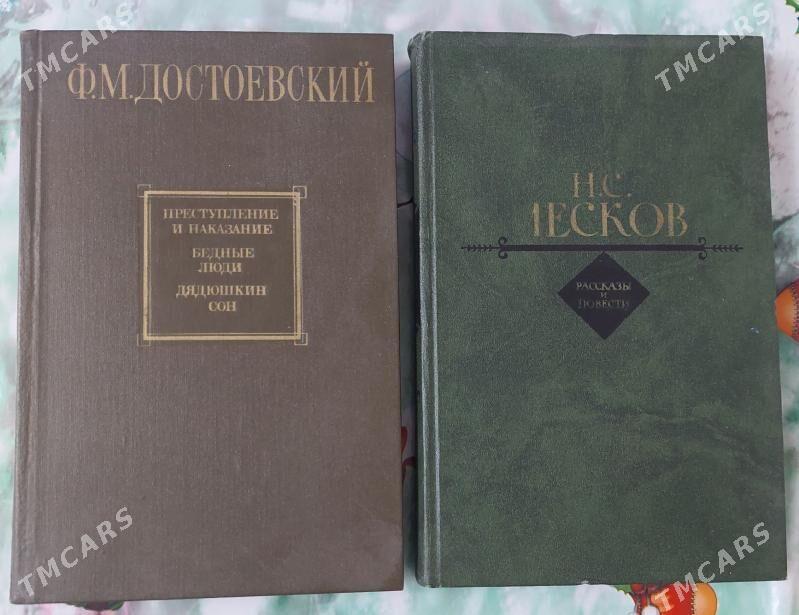 Ф.М.ДОСТОЕВСКИЙ
ПРЕСТУПЛЕНИЕ
И НАКАЗАНИЕ
БЕДНЫЕ
ЛЮДИ
ДЯДЮШКИН
СОН
Н.С.
ЛЕСКОВ
РАССКАЗЫ
И
ПОВЕСТИ
TMCARS
TMCARS
TMCARS
TMCARS